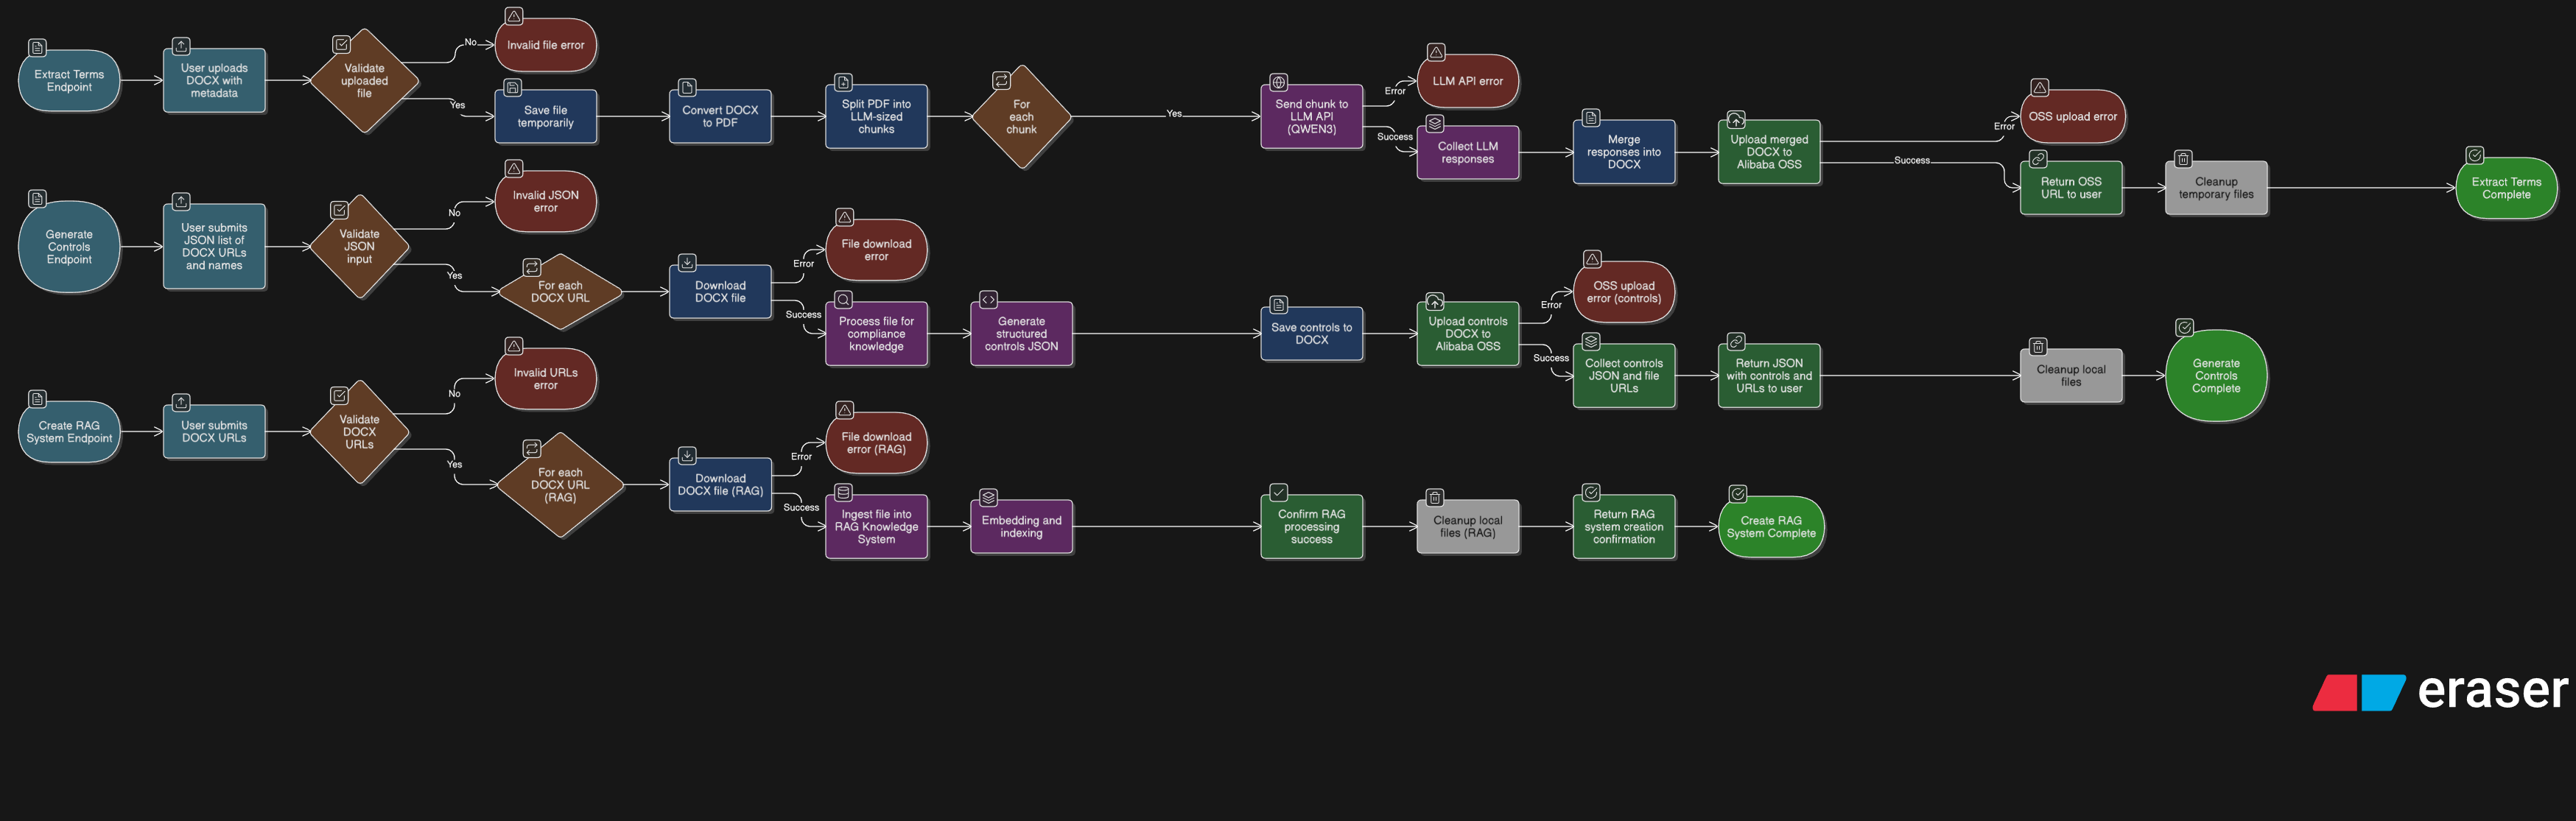 Extract Terms
Endpoint
User uploads
DOCX with
metadata
Validate
uploaded
file
No
Invalid file error
Yes
Save file
temporarily
Convert DOCX
to PDF
Split PDF into
LLM-sized
chunks
For
each
chunk
Yes
Send chunk to
LLM API
(QWEN3)
Error
LLM API error
Success
Collect LLM
responses
Merge
responses into
DOCX
Upload merged
DOCX to
Alibaba OSS
Error
OSS upload error
Success
Return OSS
URL to user
Cleanup
temporary files
Extract Terms
Complete
Generate
Controls
Endpoint
User submits
JSON list of
DOCX URLs
and names
Validate
JSON
input
No
Invalid JSON
error
Yes
For each
DOCX URL
Download
DOCX file
Error
File download
error
Success
Process file for
compliance
knowledge
Generate
structured
controls JSON
Save controls to
DOCX
Upload controls
DOCX to
Alibaba OSS
Error
OSS upload
error (controls)
Success
Collect controls
JSON and file
URLs
Return JSON
with controls and
URLs to user
Cleanup local
files
Generate
Controls
Complete
Create RAG
System Endpoint
User submits
DOCX URLs
Validate
DOCX
URLs
No
Invalid URLs
error
Yes
For each
DOCX URL
(RAG)
Download
DOCX file (RAG)
Error
File download
error (RAG)
Success
Ingest file into
RAG Knowledge
System
Embedding and
indexing
Confirm RAG
processing
success
Cleanup local
files (RAG)
Return RAG
system creation
confirmation
Create RAG
System Complete
eraser